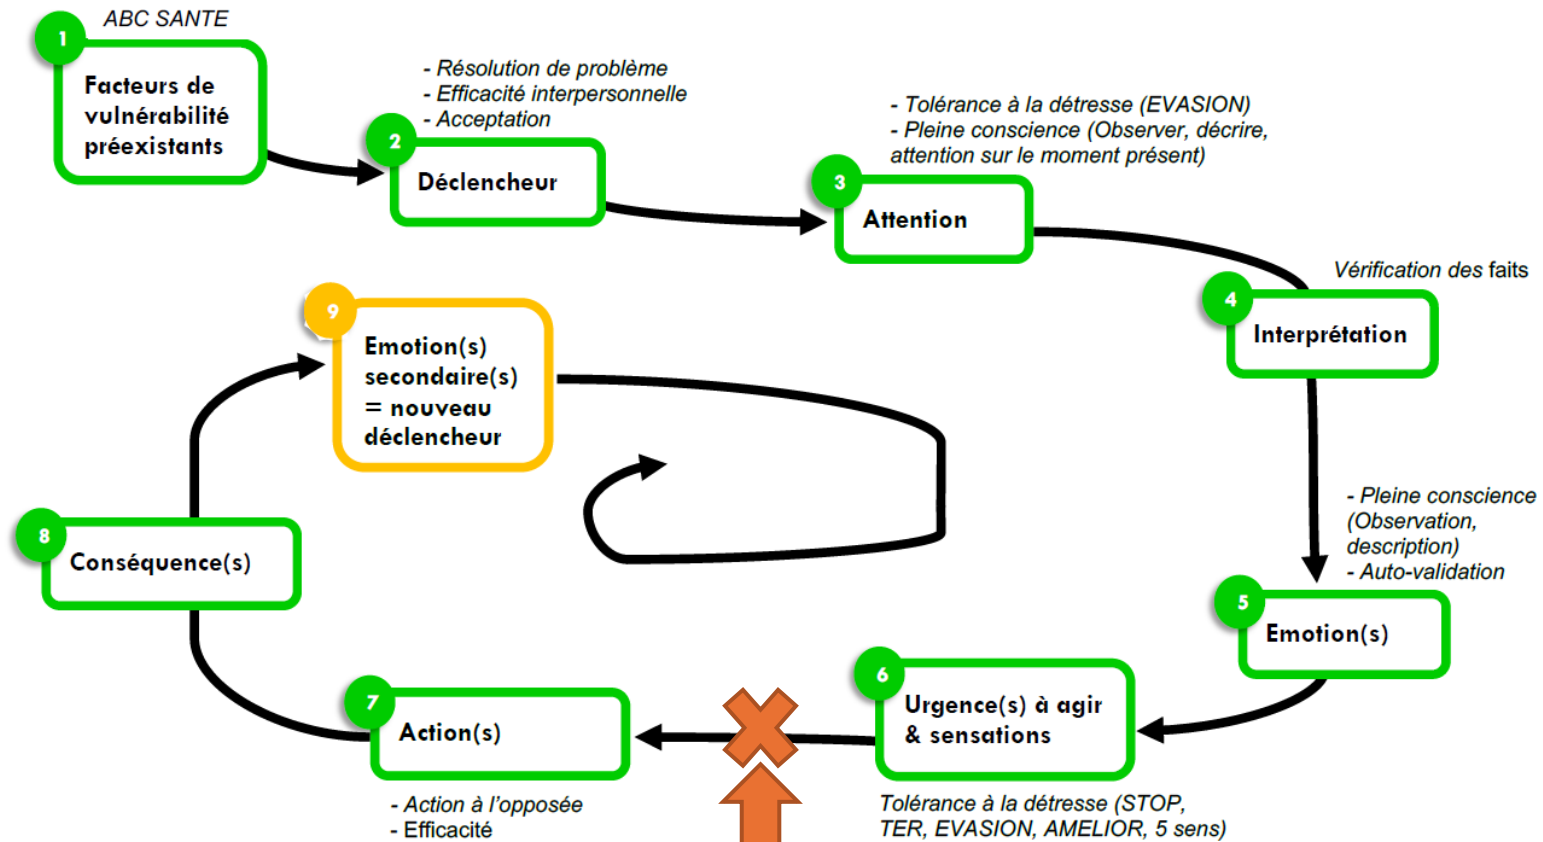 ABC SANTE
1
Facteurs de
vulnérabilité
préexistants
- Résolution de problème
- Efficacité interpersonnelle
- Acceptation
2
Déclencheur
- Tolérance à la détresse (EVASION)
- Pleine conscience (Observer, décrire,
attention sur le moment présent)
3
Attention
Vérification des faits
4
Interprétation
- Pleine conscience
(Observation,
description)
- Auto-validation
5
Emotion(s)
6
Urgence(s) à agir
& sensations
Tolérance à la détresse (STOP,
TER, EVASION, AMELIOR, 5 sens)
7
Action(s)
- Action à l'opposée
- Efficacité
8
Conséquence(s)
9
Emotion(s)
secondaire(s)
= nouveau
déclencheur